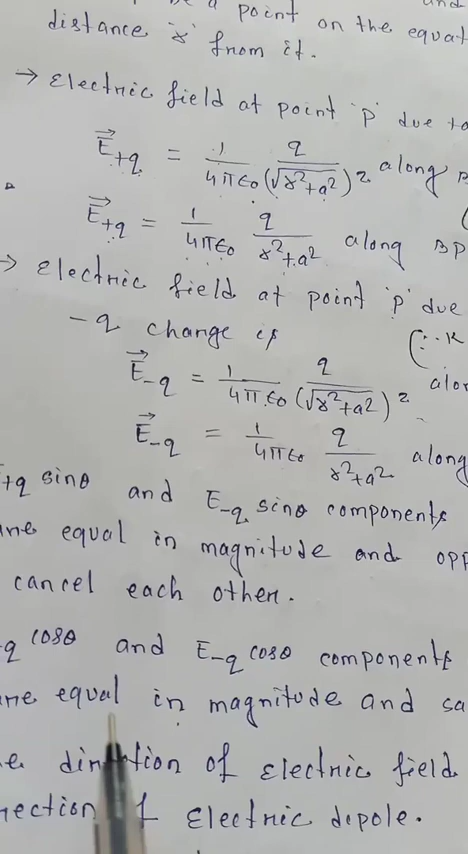 a point on the equat
distance 'r' from it.
→ Electric field at point 'P' due to
E⃗+q = 1/4πϵ0 q/(√r²+a²)² along B
E⃗+q = 1/4πϵ0 q/r²+a² along BP
→ Electric field at point 'P' due
-q change is
E⃗-q = 1/4πϵ0 q/(√r²+a²)² alon
E⃗-q = 1/4πϵ0 q/r²+a² along
+q sinθ and E-q sinθ components
are equal in magnitude and opp
cancel each other.
q cosθ and E-q cosθ components
are equal in magnitude and sa
e direction of electric field
rection of electric dipole.